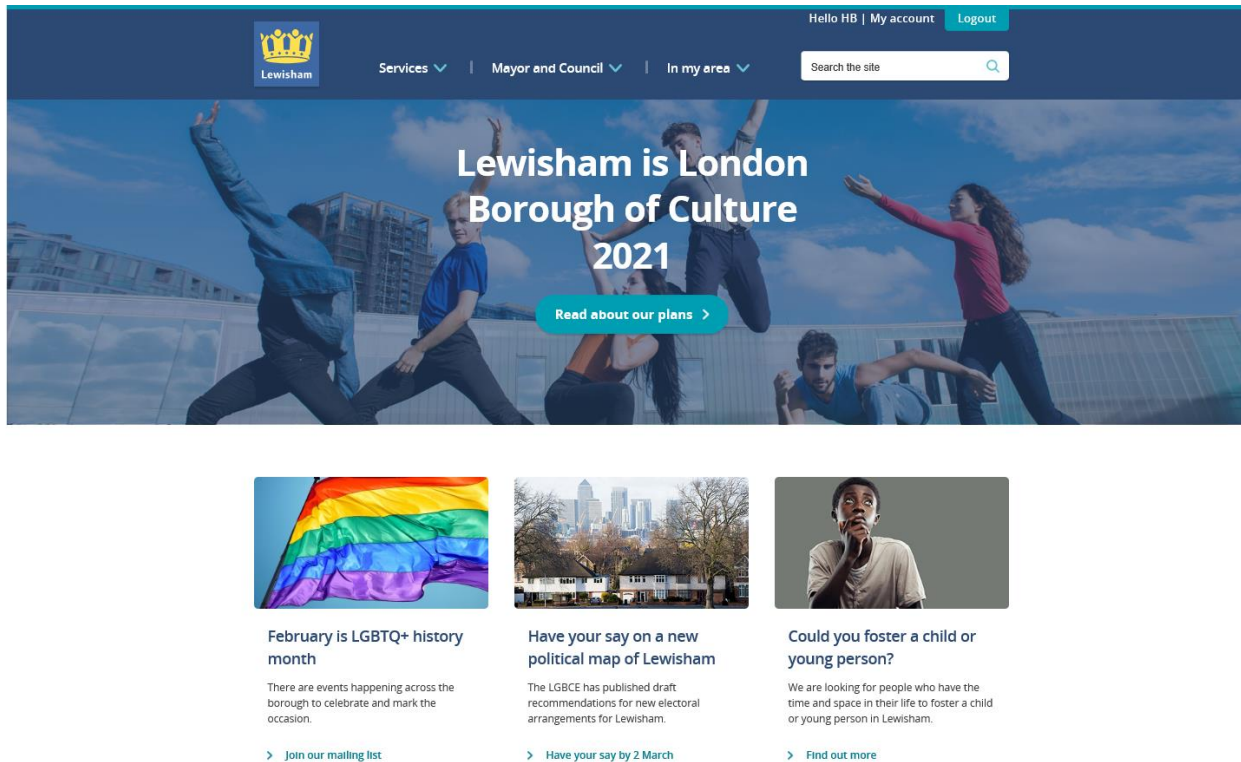 Hello HB | My account Logout
Lewisham
Services | Mayor and Council | In my area
Search the site
Lewisham is London
Borough of Culture
2021
Read about our plans
February is LGBTQ+ history
month
There are events happening across the
borough to celebrate and mark the
occasion.
Join our mailing list
Have your say on a new
political map of Lewisham
The LGBCE has published draft
recommendations for new electoral
arrangements for Lewisham.
Have your say by 2 March
Could you foster a child or
young person?
We are looking for people who have the
time and space in their life to foster a child
or young person in Lewisham.
Find out more